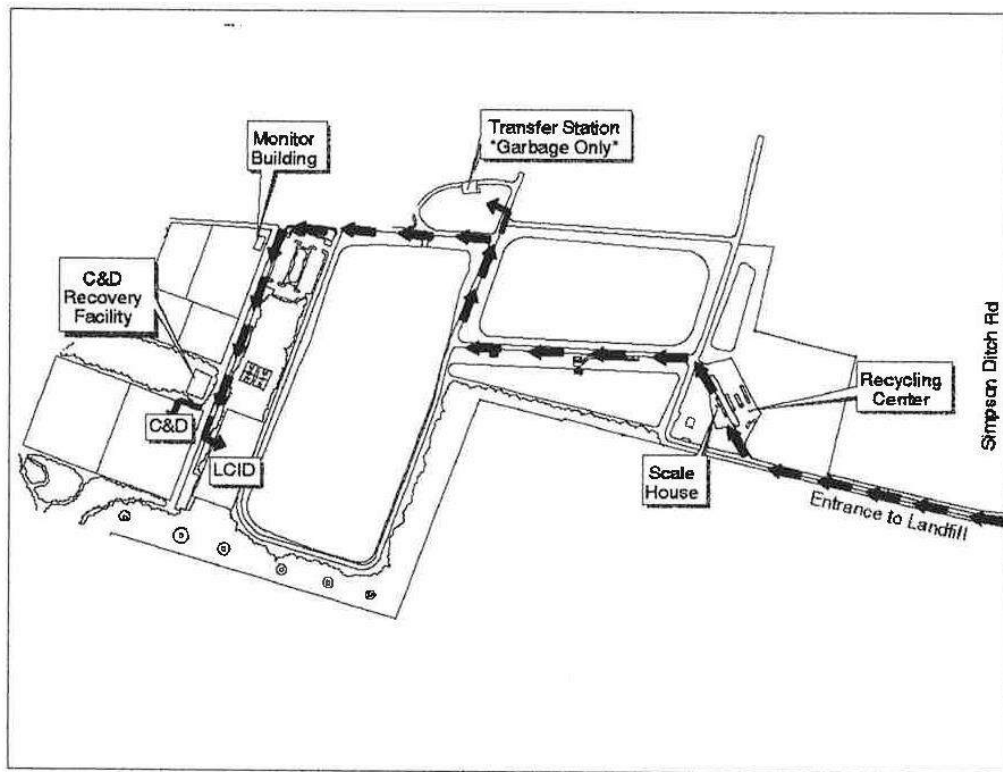 Transfer Station
"Garbage Only"
Monitor
Building
C&D
Recovery
Facility
Simpson Ditch Rd
Recycling
Center
C&D
LCID
Scale
House
Entrance to Landfill